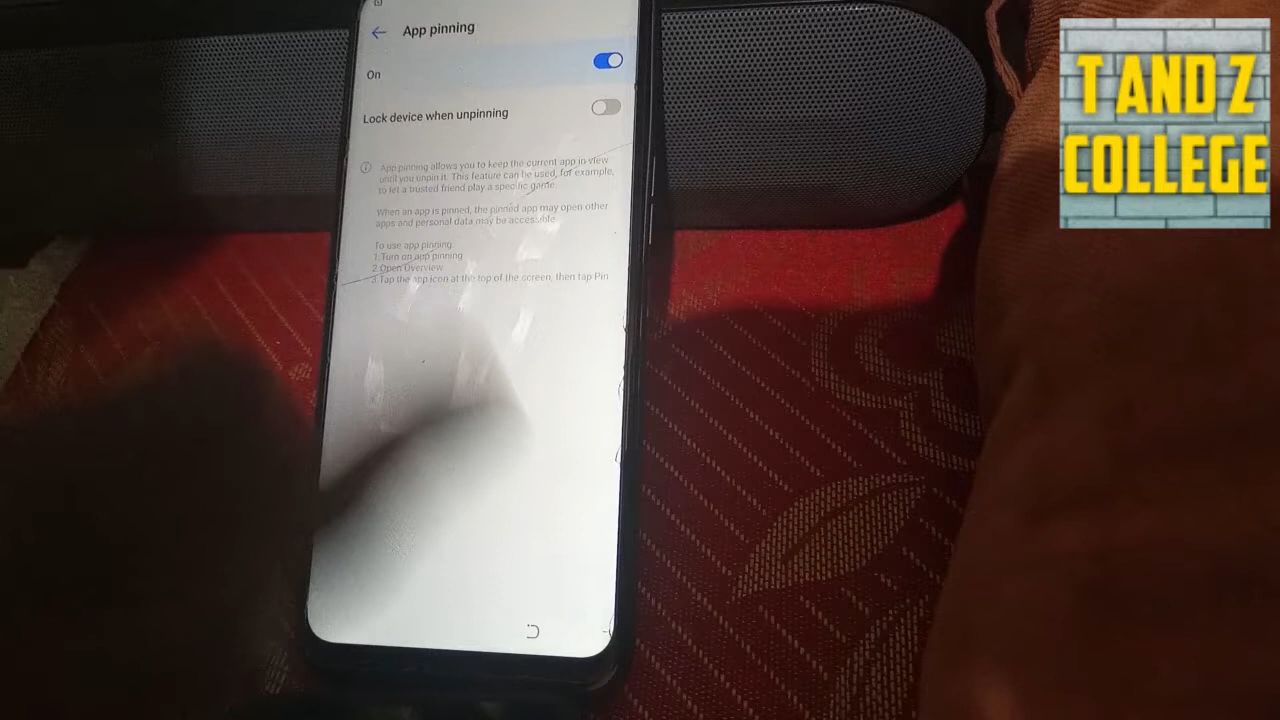 App pinning
On
Lock device when unpinning
App pinning allows you to keep the current app in view
until you unpin it. This feature can be used, for example,
to let a trusted friend play a specific game.
When an app is pinned, the pinned app may open other
apps and personal data may be accessible.
To use app pinning:
1.Turn on app pinning
2.Open Overview
3.Tap the app icon at the top of the screen, then tap Pin
T AND Z
COLLEGE